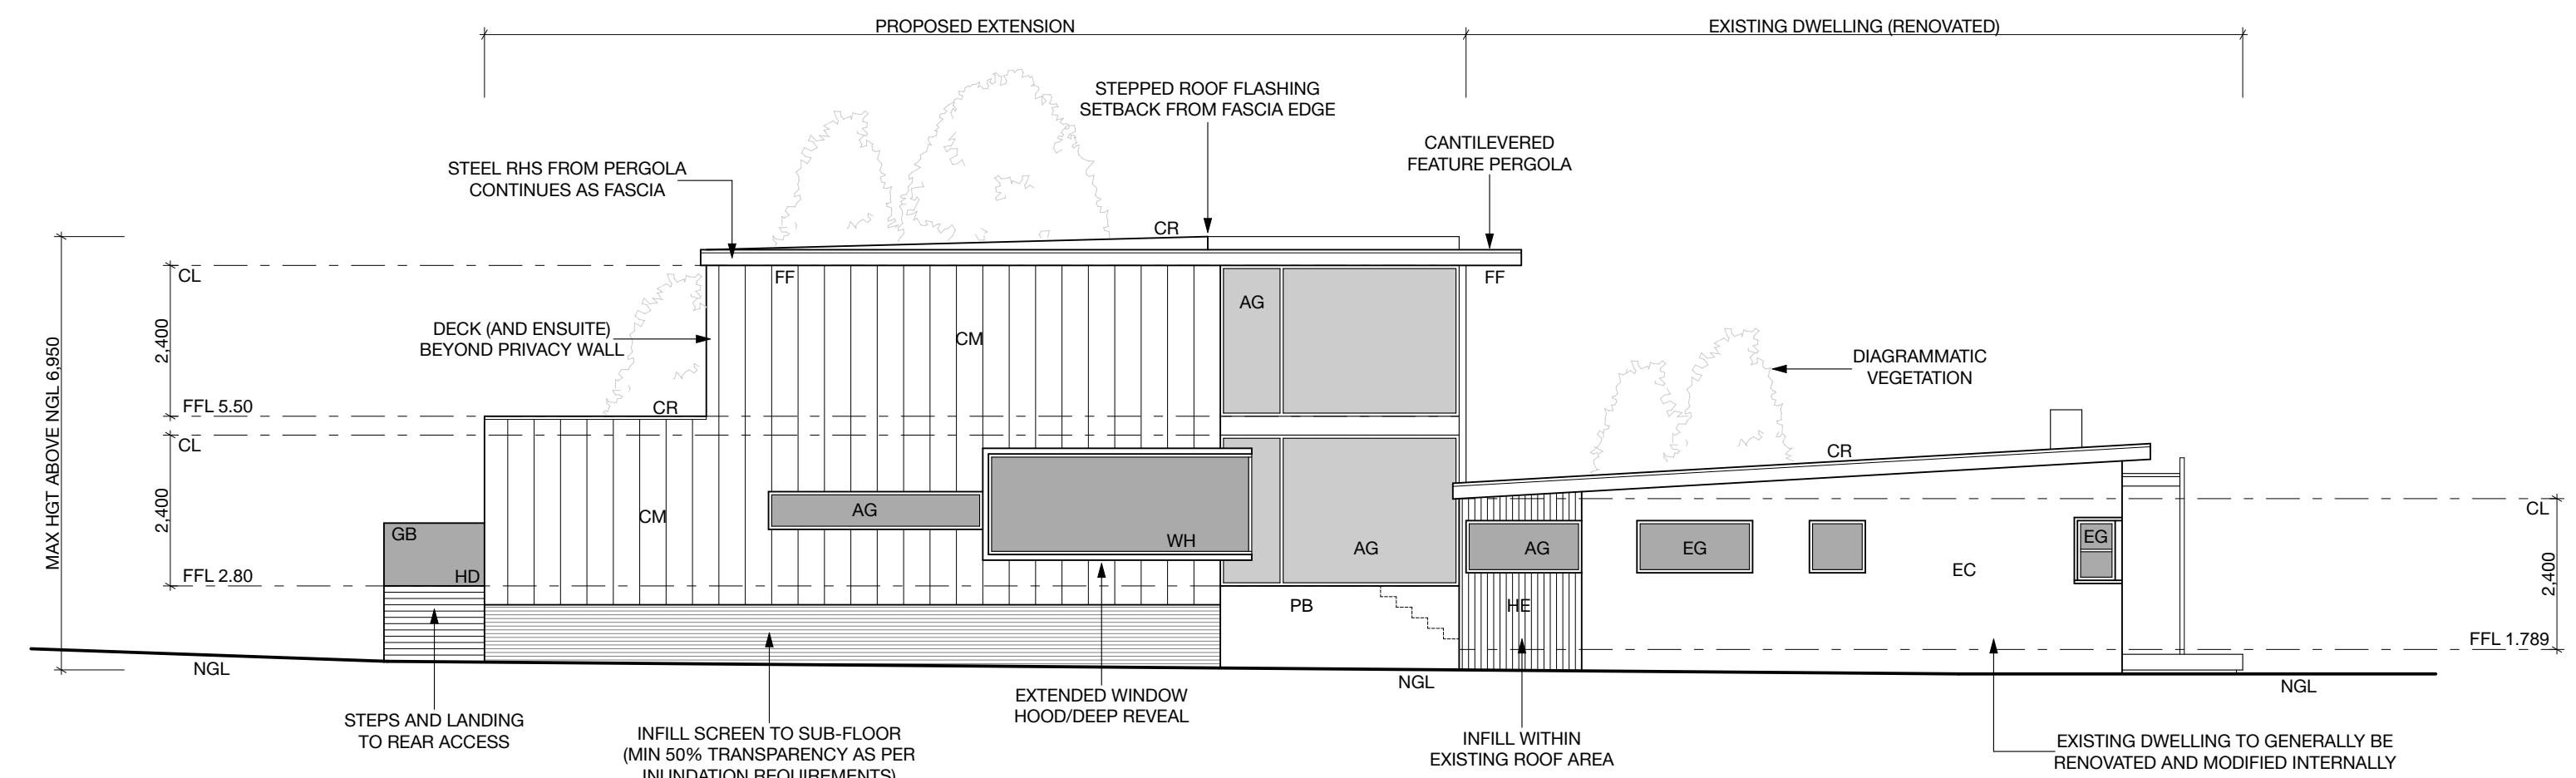 PROPOSED EXTENSION
EXISTING DWELLING (RENOVATED)
STEPPED ROOF FLASHING
SETBACK FROM FASCIA EDGE
CANTILEVERED
FEATURE PERGOLA
STEEL RHS FROM PERGOLA
CONTINUES AS FASCIA
CR
CL
FF
FF
AG
DECK (AND ENSUITE)
BEYOND PRIVACY WALL
CM
2,400
MAX HGT ABOVE NGL 6,950
DIAGRAMMATIC
VEGETATION
FFL 5.50
CR
CL
CR
2,400
CM
AG
WH
AG
AG
EG
EG
CL
GB
HD
FFL 2.80
EC
2,400
PB
HE
FFL 1.789
NGL
NGL
NGL
STEPS AND LANDING
TO REAR ACCESS
INFILL SCREEN TO SUB-FLOOR
(MIN 50% TRANSPARENCY AS PER
INUNDATION REQUIREMENTS)
EXTENDED WINDOW
HOOD/DEEP REVEAL
INFILL WITHIN
EXISTING ROOF AREA
EXISTING DWELLING TO GENERALLY BE
RENOVATED AND MODIFIED INTERNALLY